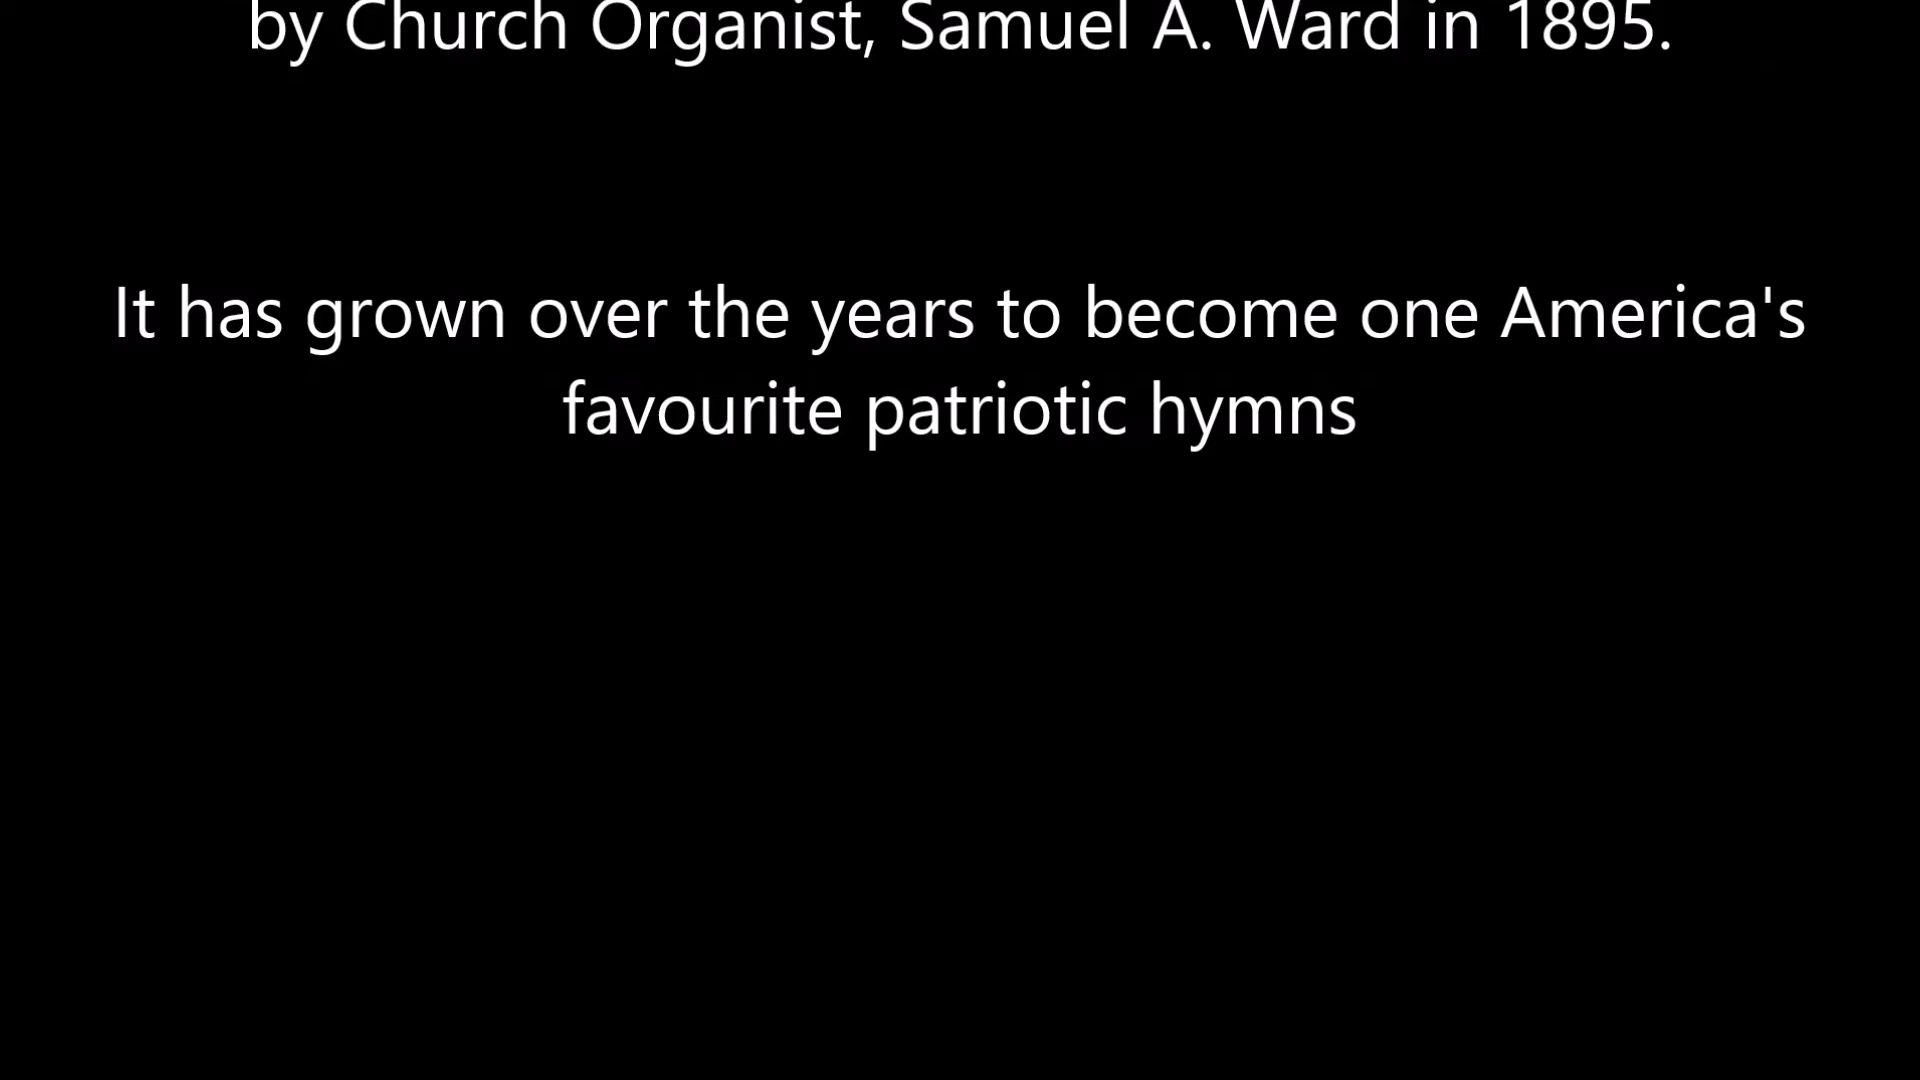 by Church Organist, Samuel A. Ward in 1895.
It has grown over the years to become one America's
favourite patriotic hymns